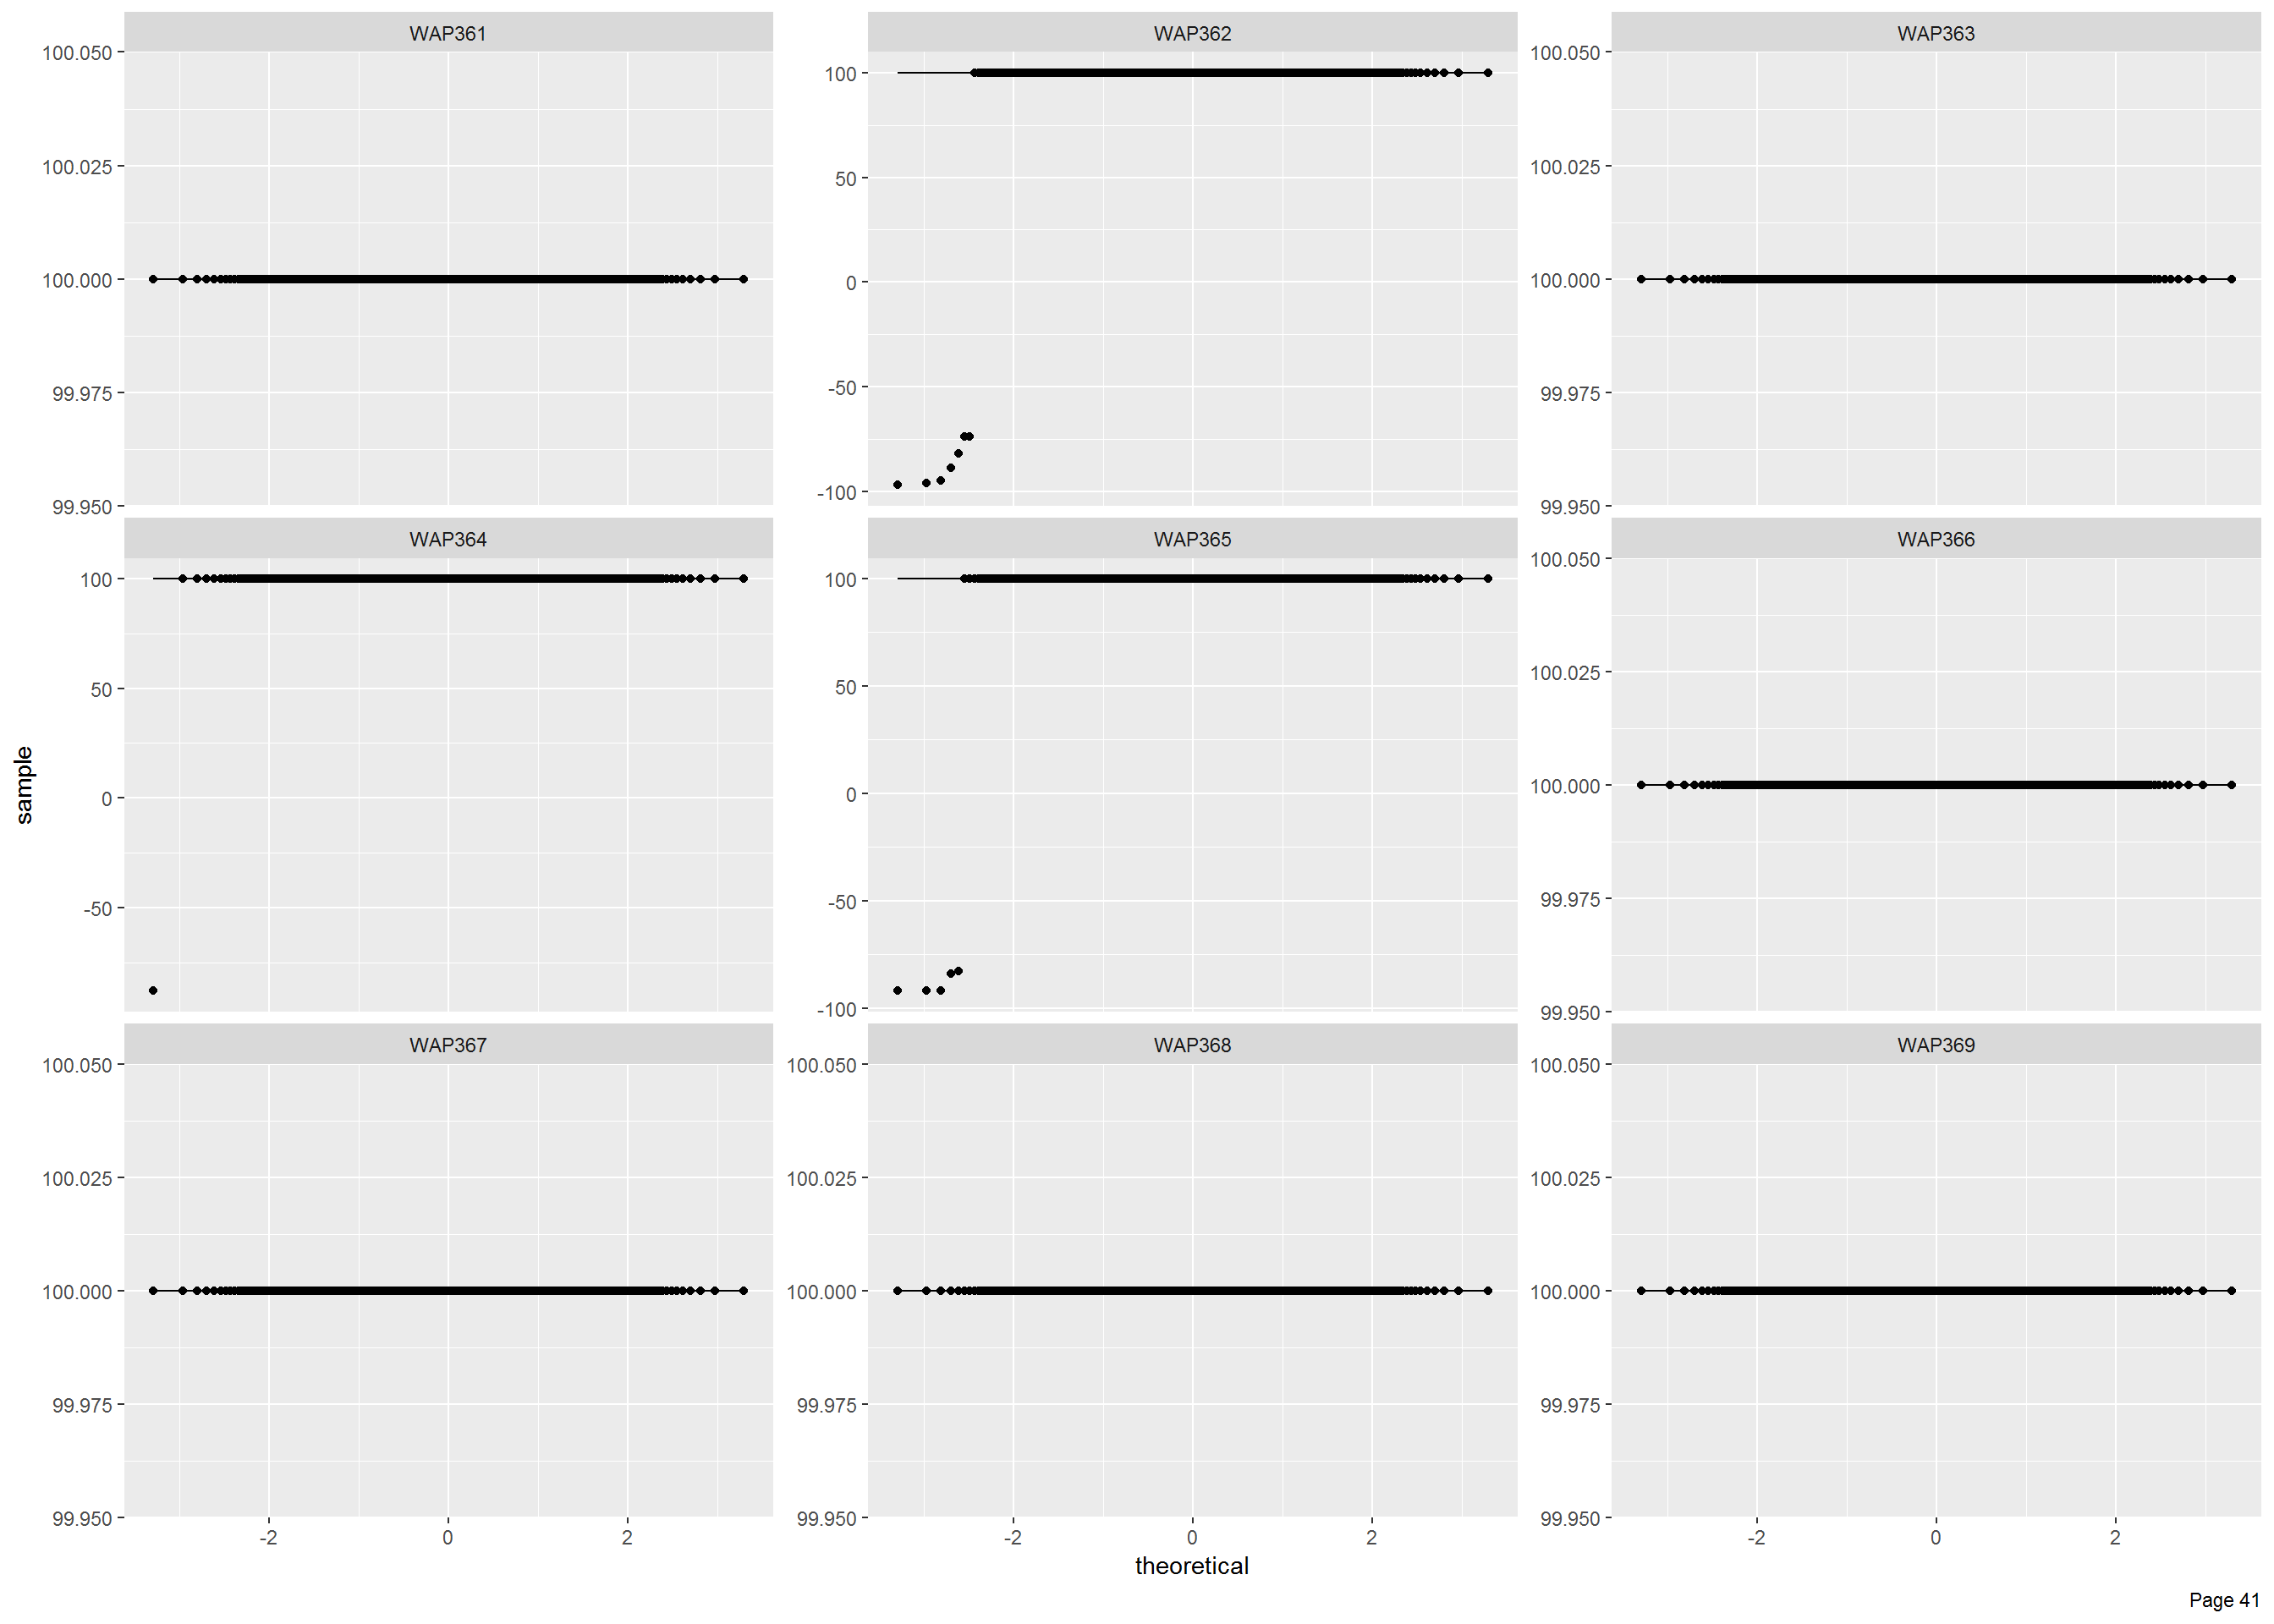 WAP361 WAP362 WAP363
100.050 100.050
100
100.025 100.025
50
100.000 0 100.000
-50
99.975 99.975
-100
99.950 99.950
WAP364 WAP365 WAP366
100 100 100.050
50 50 100.025
0 0 100.000
-50 -50 99.975
-100 99.950
sample
WAP367 WAP368 WAP369
100.050 100.050 100.050
100.025 100.025 100.025
100.000 100.000 100.000
99.975 99.975 99.975
99.950 99.950 99.950
-2 0 2 -2 0 2 -2 0 2
theoretical
Page 41